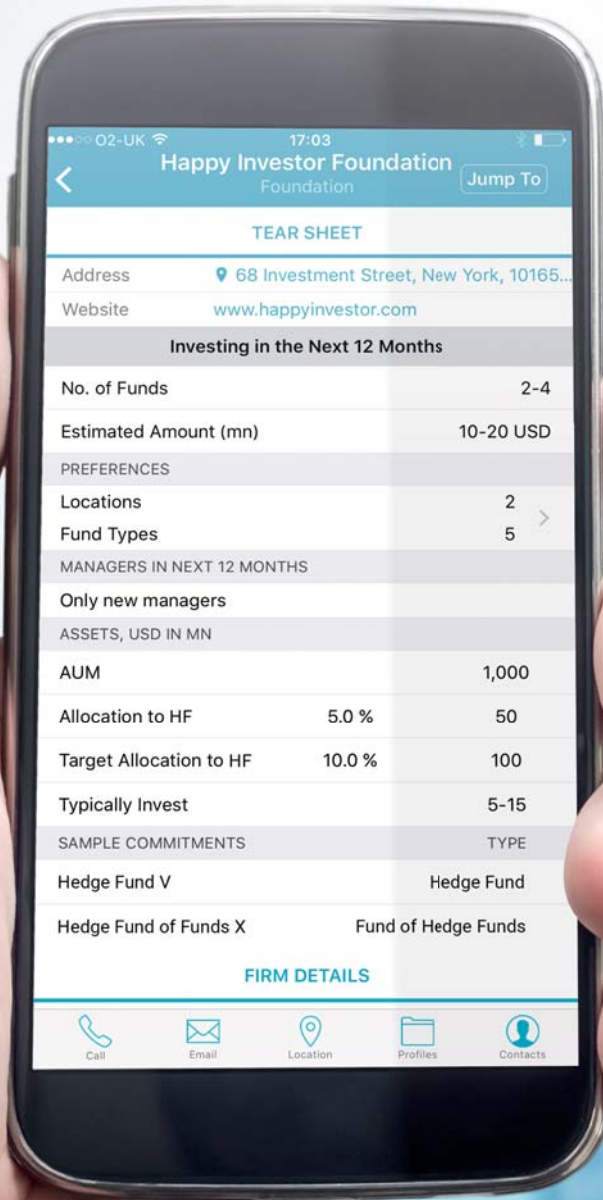 O2-UK 17:03
Happy Investor Foundation
Foundation
Jump To
TEAR SHEET
Address 68 Investment Street, New York, 10165...
Website www.happyinvestor.com
Investing in the Next 12 Months
No. of Funds 2-4
Estimated Amount (mn) 10-20 USD
PREFERENCES
Locations 2
Fund Types 5
MANAGERS IN NEXT 12 MONTHS
Only new managers
ASSETS, USD IN MN
AUM 1,000
Allocation to HF 5.0 % 50
Target Allocation to HF 10.0 % 100
Typically Invest 5-15
SAMPLE COMMITMENTS TYPE
Hedge Fund V Hedge Fund
Hedge Fund of Funds X Fund of Hedge Funds
FIRM DETAILS
Call Email Location Profiles Contacts